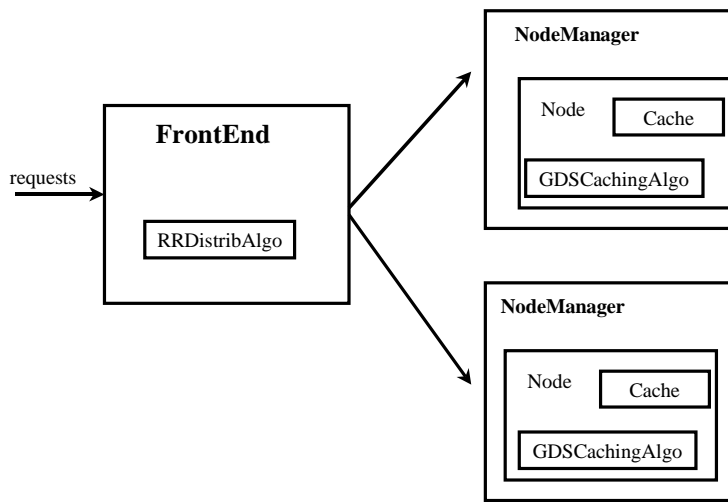 requests
FrontEnd
RRDistribAlgo
NodeManager
Node
Cache
GDSCachingAlgo
NodeManager
Node
Cache
GDSCachingAlgo